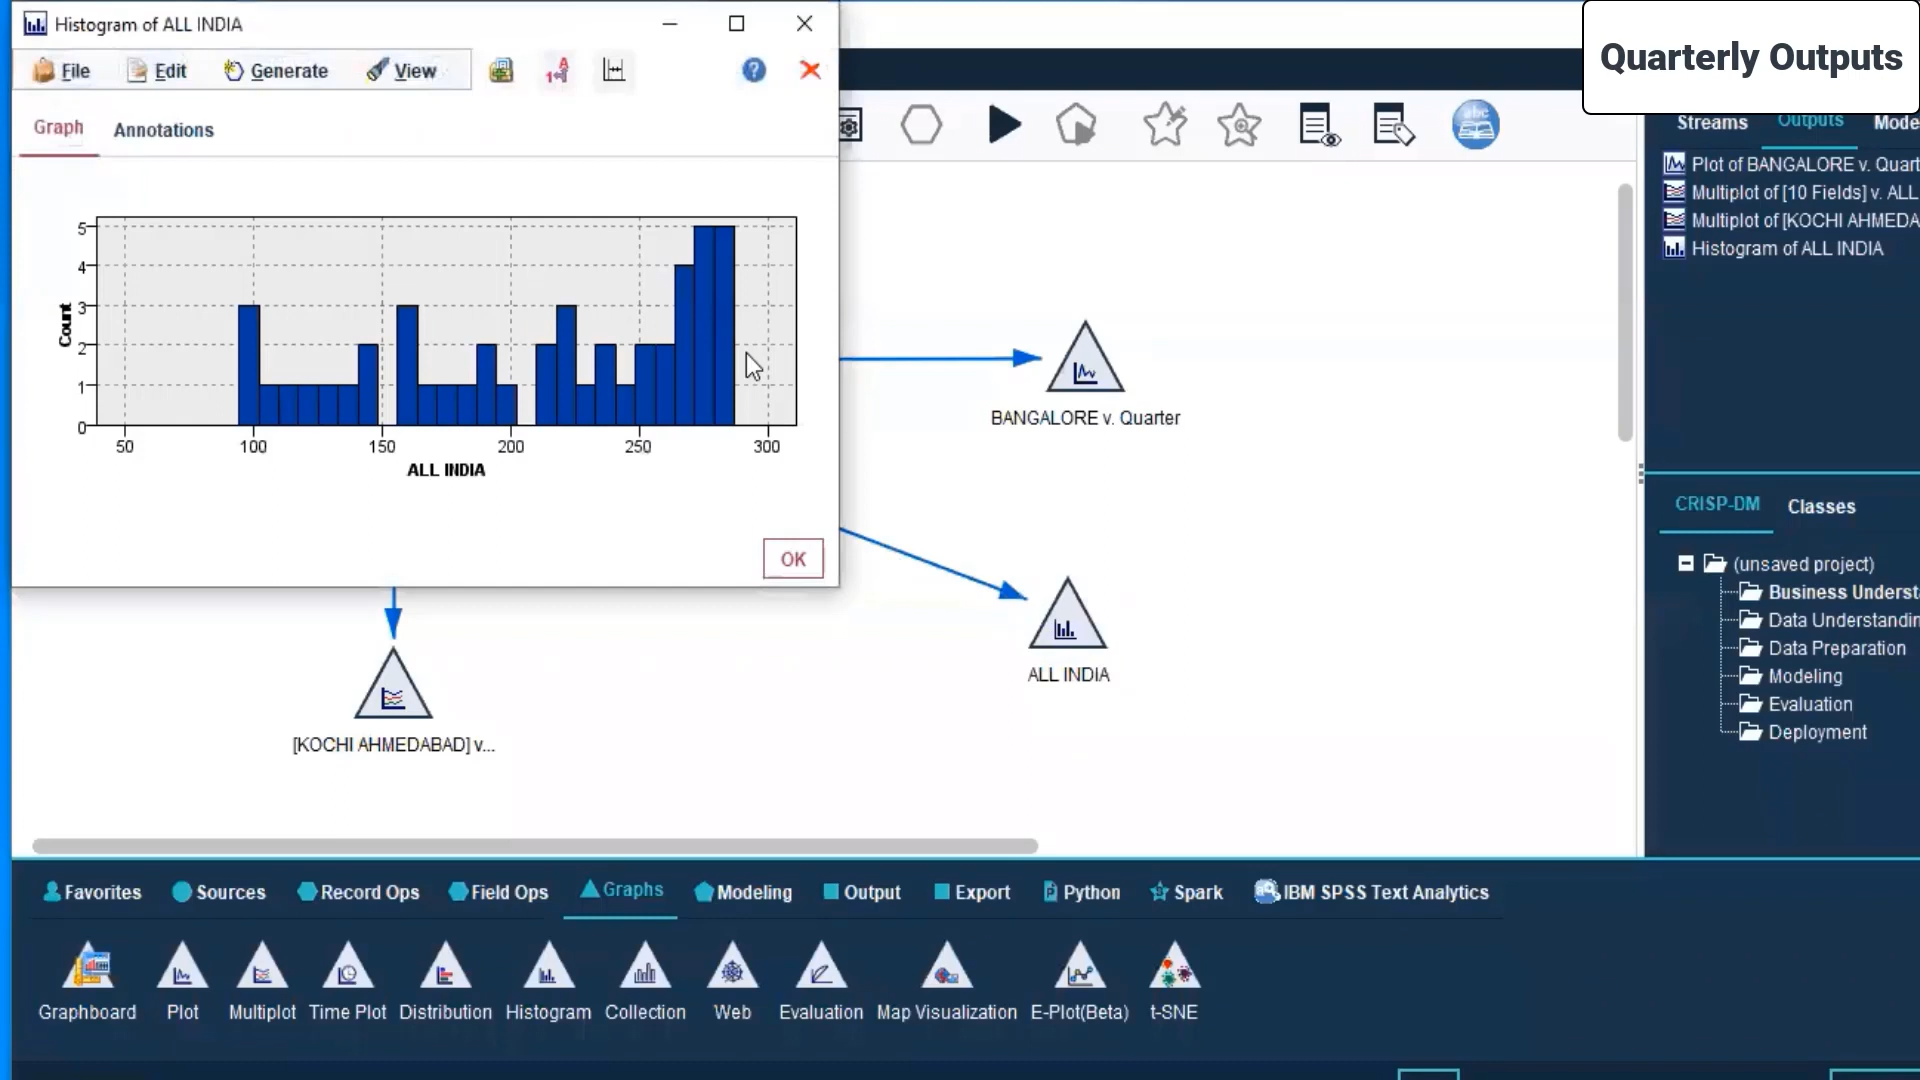 Histogram of ALL INDIA
File Edit Generate View
Graph Annotations
5
4
3
2
1
0
Count
50 100 150 200 250 300
ALL INDIA
OK
Quarterly Outputs
Streams Outputs Mode
Plot of BANGALORE v. Quart
Multiplot of [10 Fields] v. ALL
Multiplot of [KOCHI AHMEDA
Histogram of ALL INDIA
BANGALORE v. Quarter
ALL INDIA
[KOCHI AHMEDABAD] v...
CRISP-DM Classes
(unsaved project)
Business Underst
Data Understandin
Data Preparation
Modeling
Evaluation
Deployment
Favorites Sources Record Ops Field Ops Graphs Modeling Output Export Python Spark IBM SPSS Text Analytics
Graphboard Plot Multiplot Time Plot Distribution Histogram Collection Web Evaluation Map Visualization E-Plot(Beta) t-SNE